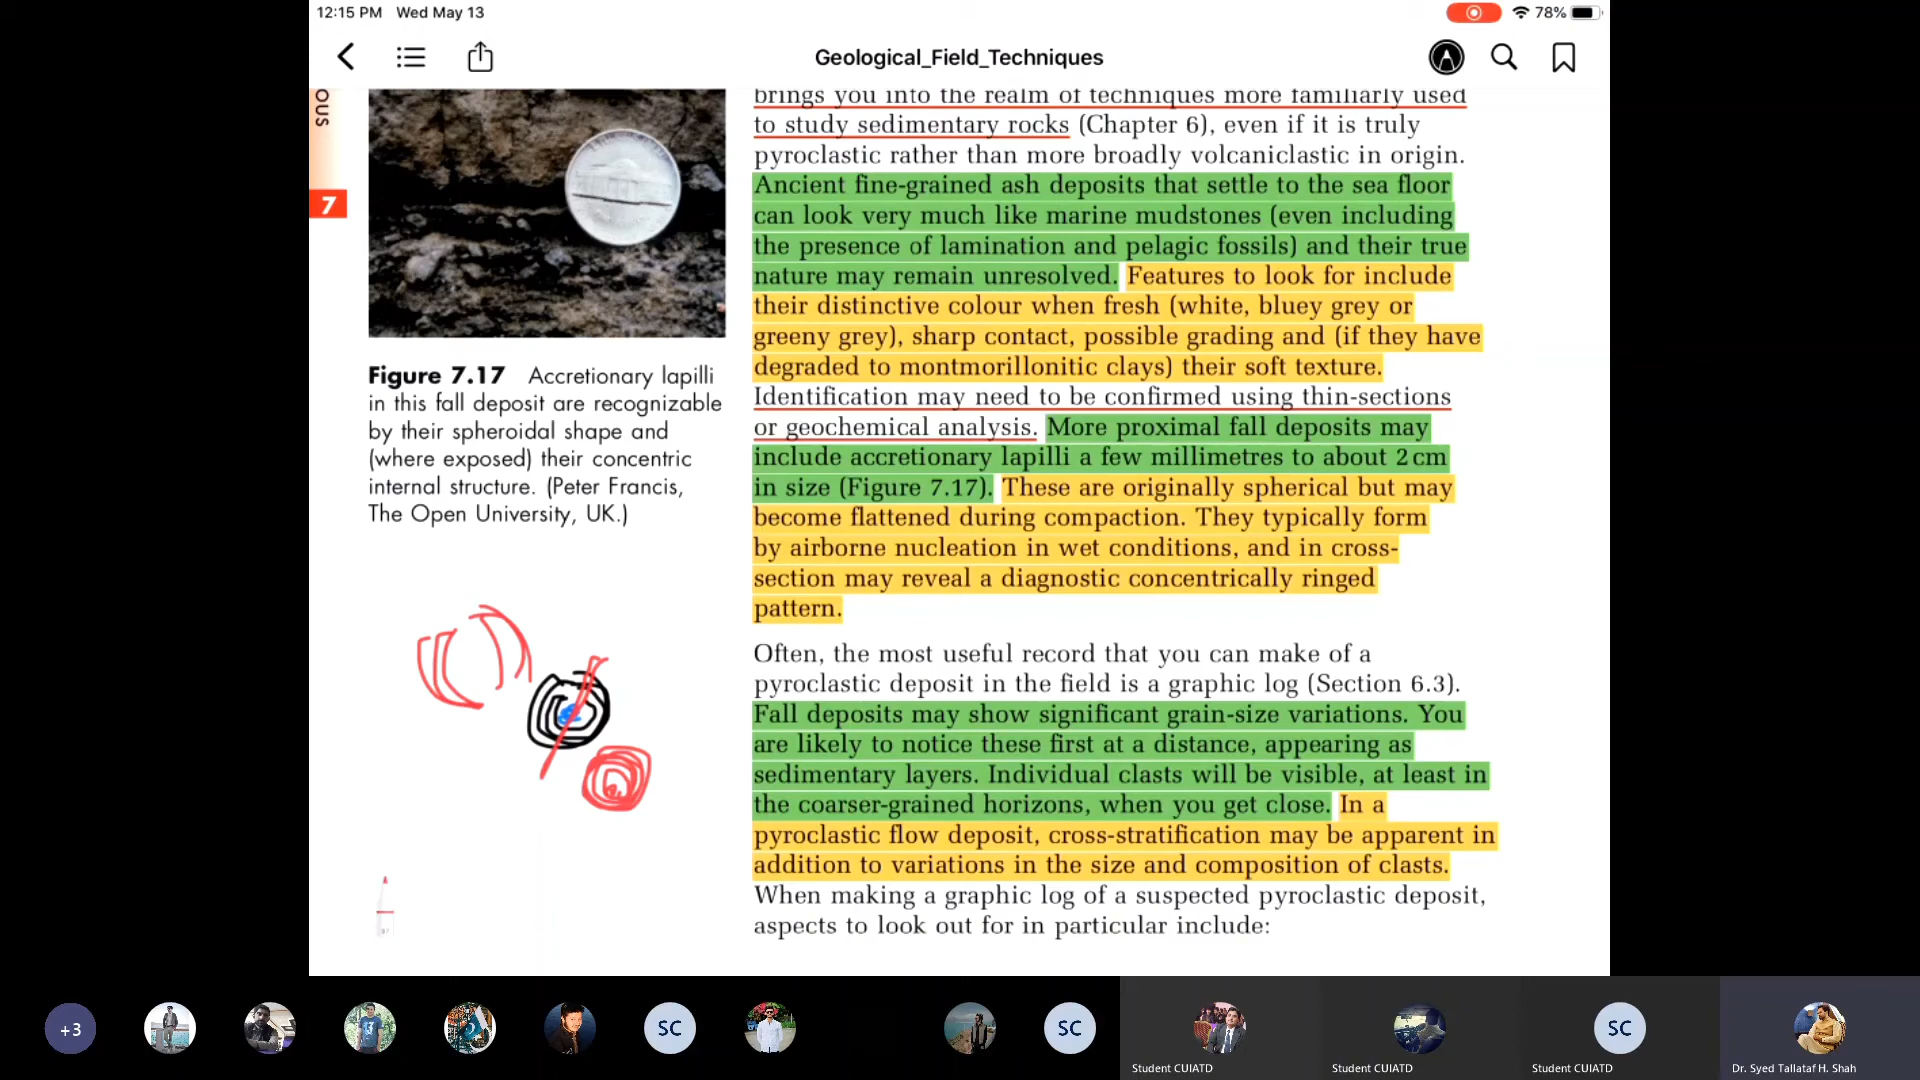 12:15 PM Wed May 13
78%
Geological_Field_Techniques
OUS
7
Figure 7.17 Accretionary lapilli
in this fall deposit are recognizable
by their spheroidal shape and
(where exposed) their concentric
internal structure. (Peter Francis,
The Open University, UK.)
brings you into the realm of techniques more familiarly used
to study sedimentary rocks (Chapter 6), even if it is truly
pyroclastic rather than more broadly volcaniclastic in origin.
Ancient fine-grained ash deposits that settle to the sea floor
can look very much like marine mudstones (even including
the presence of lamination and pelagic fossils) and their true
nature may remain unresolved. Features to look for include
their distinctive colour when fresh (white, bluey grey or
greeny grey), sharp contact, possible grading and (if they have
degraded to montmorillonitic clays) their soft texture.
Identification may need to be confirmed using thin-sections
or geochemical analysis. More proximal fall deposits may
include accretionary lapilli a few millimetres to about 2 cm
in size (Figure 7.17). These are originally spherical but may
become flattened during compaction. They typically form
by airborne nucleation in wet conditions, and in cross-
section may reveal a diagnostic concentrically ringed
pattern.
Often, the most useful record that you can make of a
pyroclastic deposit in the field is a graphic log (Section 6.3).
Fall deposits may show significant grain-size variations. You
are likely to notice these first at a distance, appearing as
sedimentary layers. Individual clasts will be visible, at least in
the coarser-grained horizons, when you get close. In a
pyroclastic flow deposit, cross-stratification may be apparent in
addition to variations in the size and composition of clasts.
When making a graphic log of a suspected pyroclastic deposit,
aspects to look out for in particular include:
+3
SC
SC
SC
Student CUIATD
Student CUIATD
Student CUIATD
Dr. Syed Tallataf H. Shah